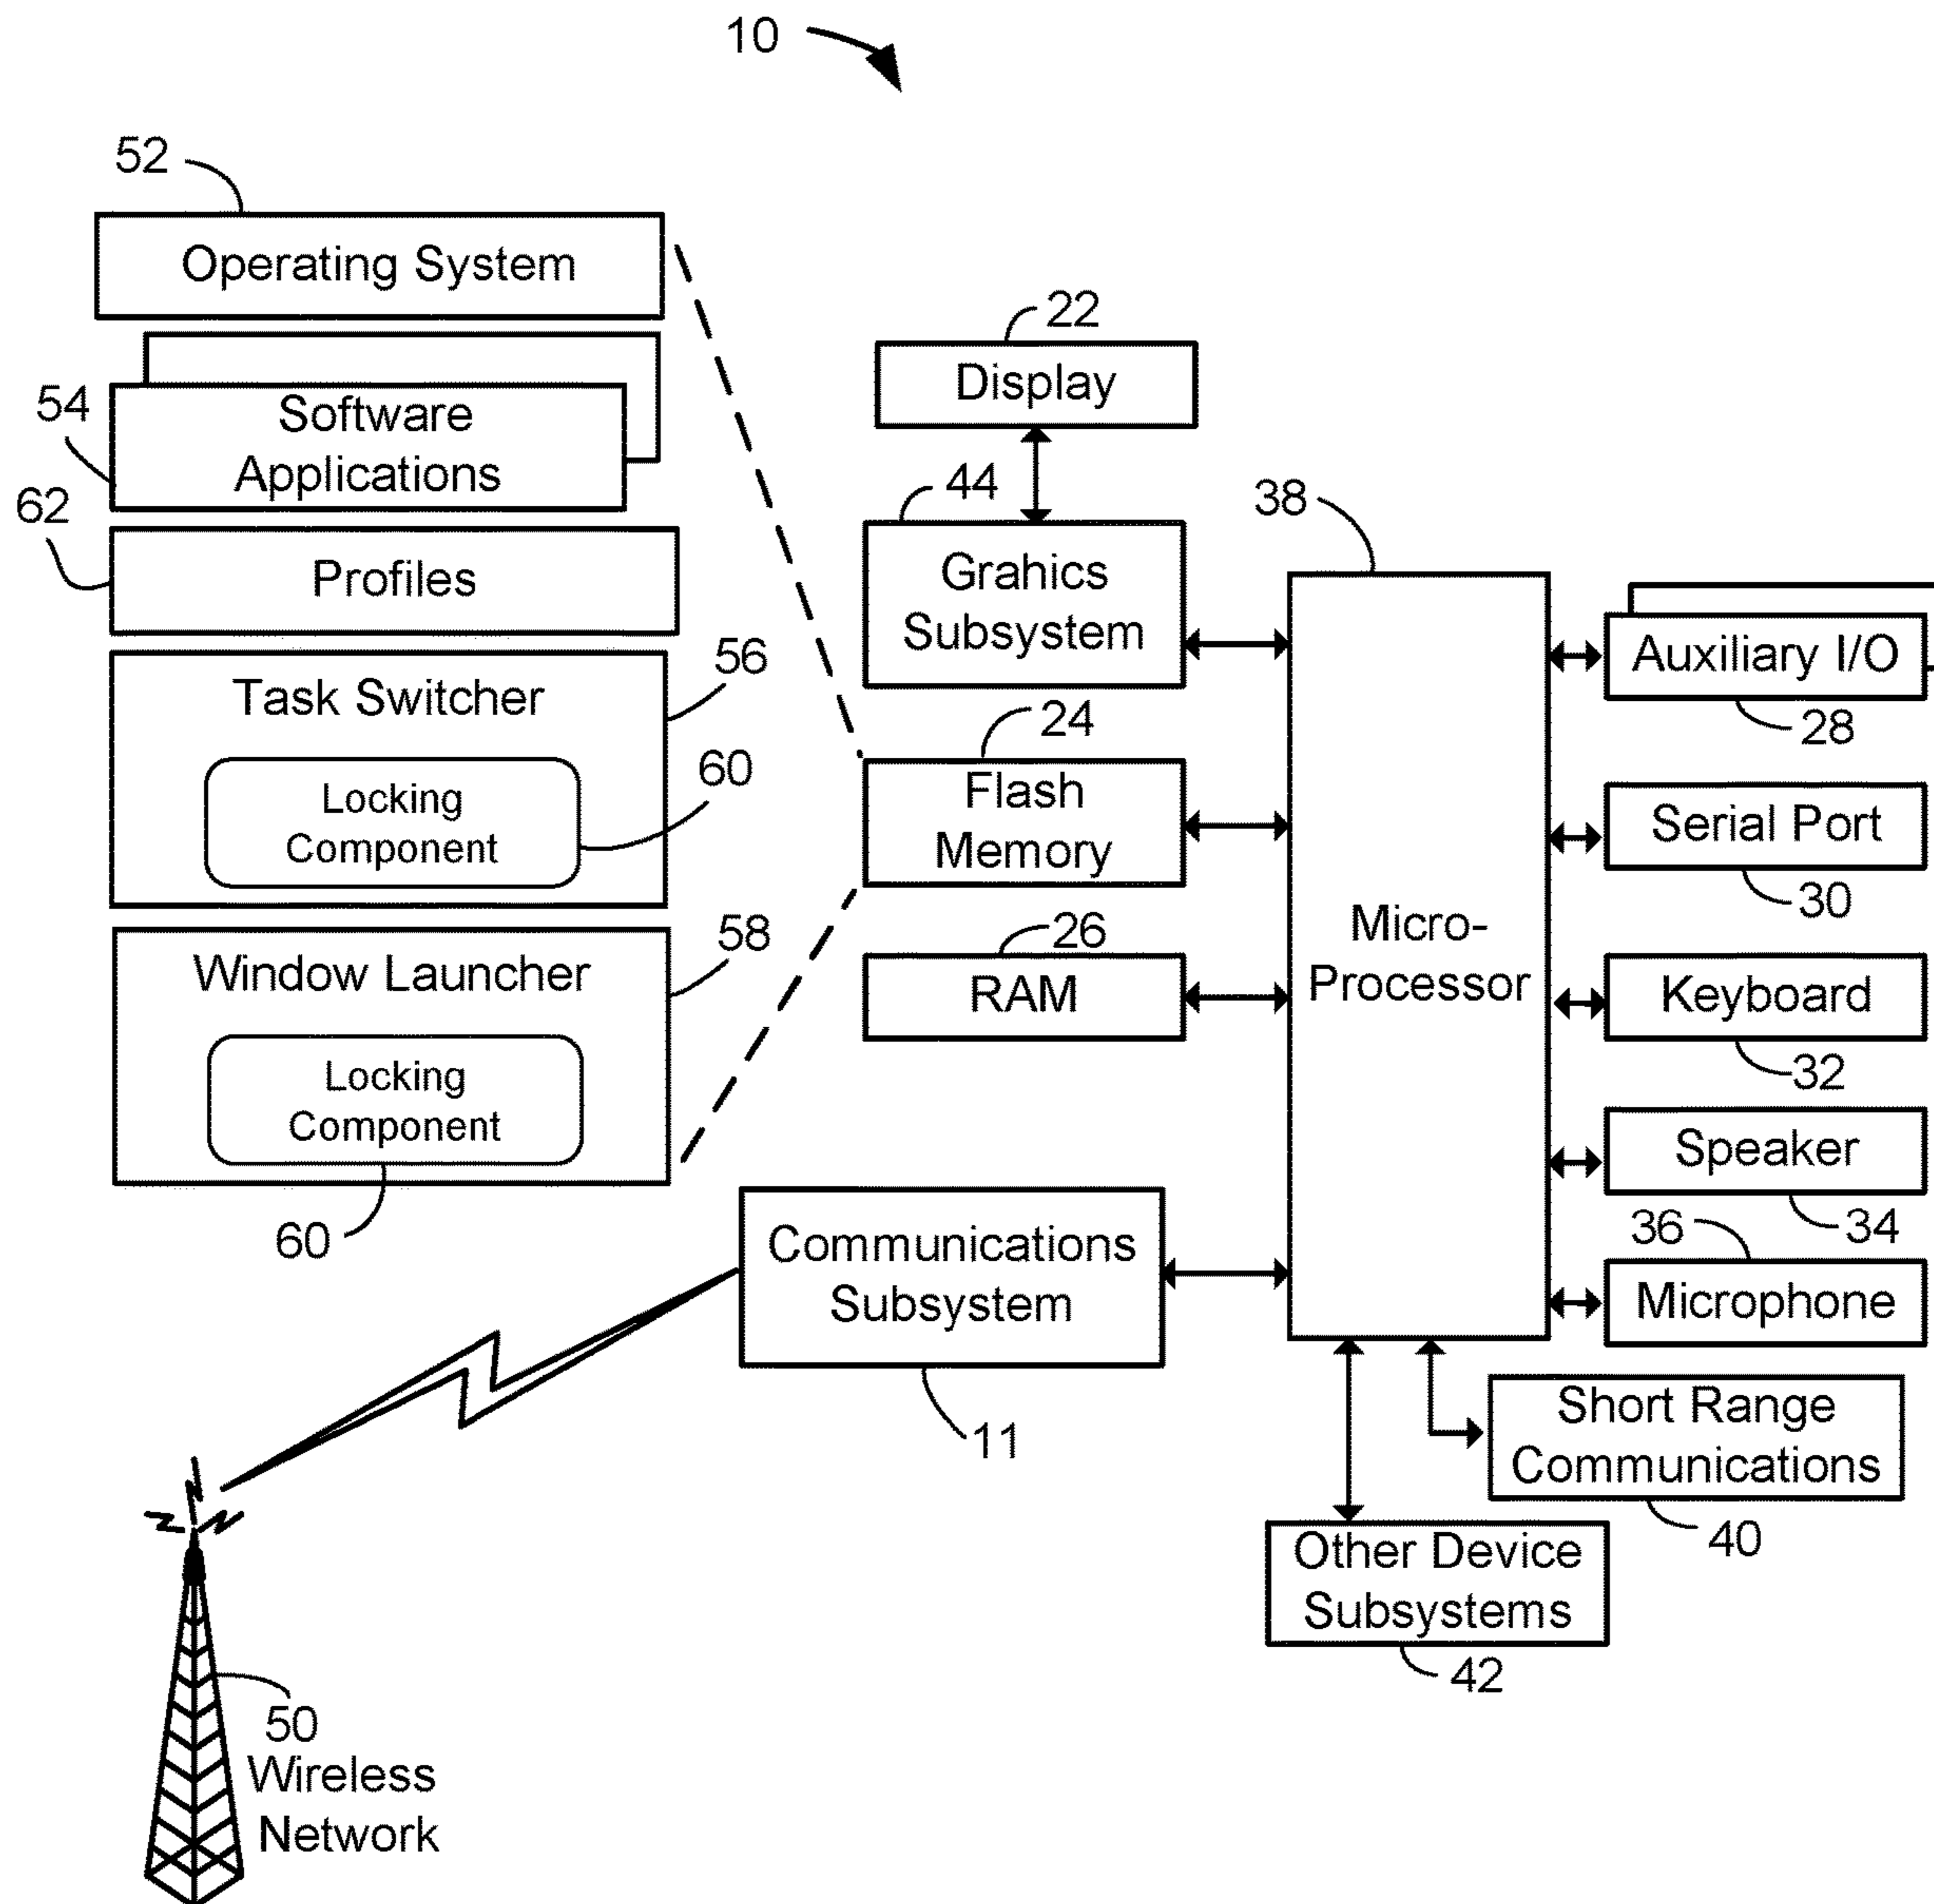 10
52
Operating System
54
Software
Applications
62
Profiles
56
Task Switcher
60
Locking
Component
58
Window Launcher
Locking
Component
60
22
Display
44
Grahics
Subsystem
24
Flash
Memory
26
RAM
Communications
Subsystem
11
38
Micro-
Processor
Auxiliary I/O
28
Serial Port
30
Keyboard
32
Speaker
34
36
Microphone
Short Range
Communications
40
Other Device
Subsystems
42
50
Wireless
Network